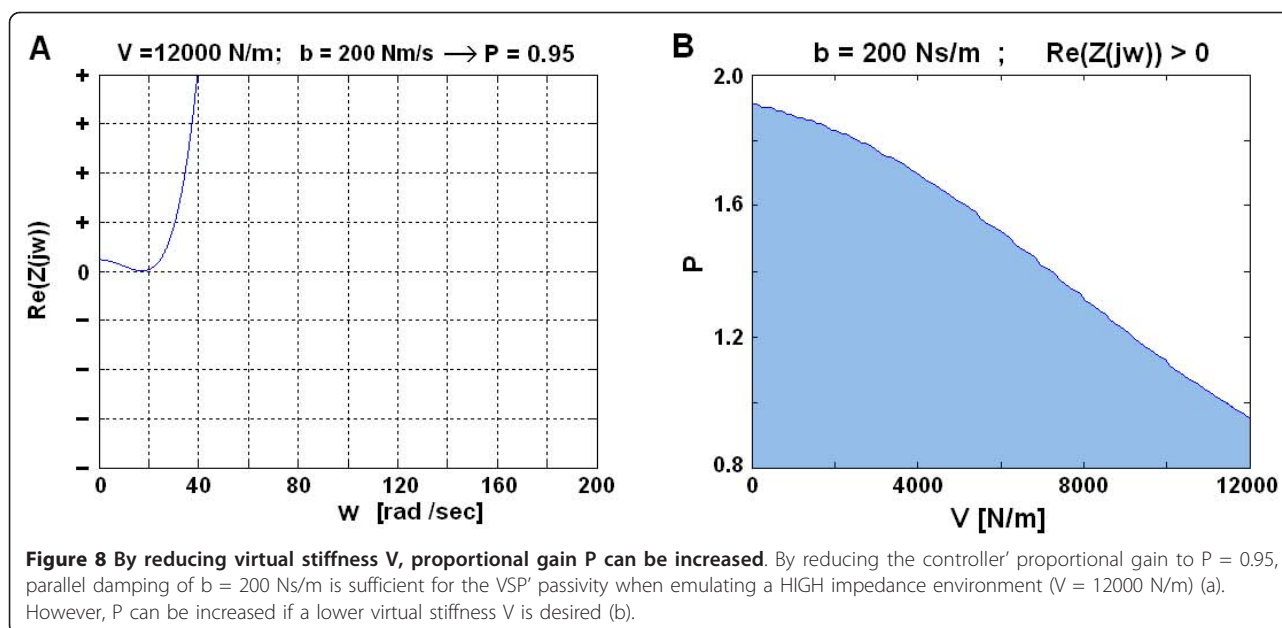 A
V =12000 N/m; b = 200 Nm/s → P = 0.95
Re(Z(jw))
+
+
+
+
0
−
−
−
−
0 40 80 120 160 200
w [rad /sec]
B
b = 200 Ns/m ; Re(Z(jw)) > 0
P
2.0
1.6
1.2
0.8
0 4000 8000 12000
V [N/m]
Figure 8 By reducing virtual stiffness V, proportional gain P can be increased. By reducing the controller' proportional gain to P = 0.95,
parallel damping of b = 200 Ns/m is sufficient for the VSP' passivity when emulating a HIGH impedance environment (V = 12000 N/m) (a).
However, P can be increased if a lower virtual stiffness V is desired (b).